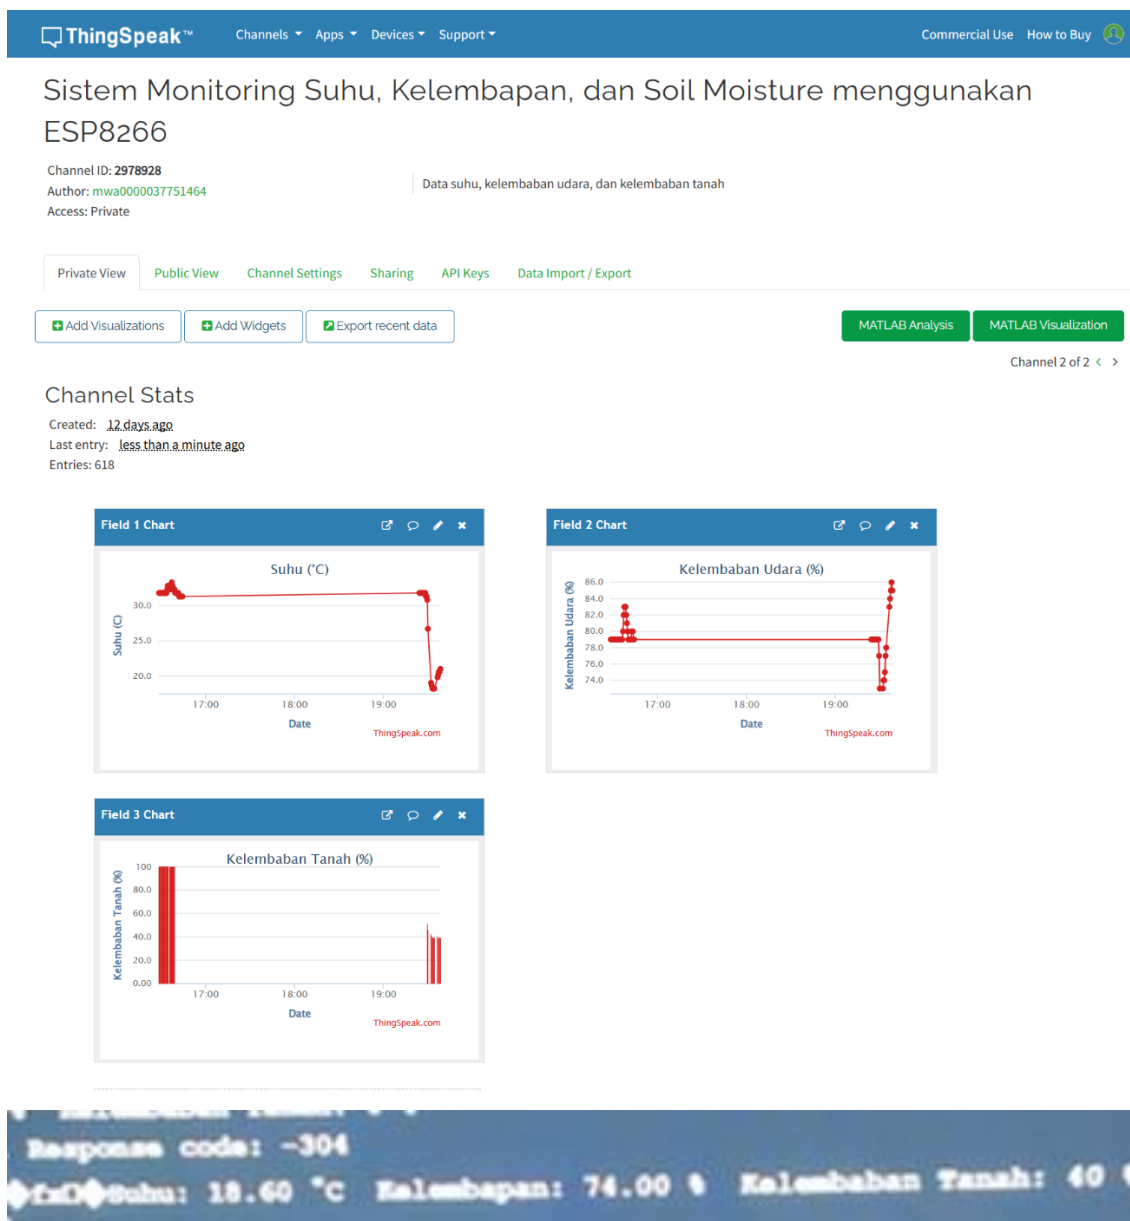 ThingSpeak™ Channels Apps Devices Support Commercial Use How to Buy
Sistem Monitoring Suhu, Kelembapan, dan Soil Moisture menggunakan
ESP8266
Channel ID: 2978928
Author: mwa0000037751464
Access: Private
Data suhu, kelembaban udara, dan kelembaban tanah
Private View Public View Channel Settings Sharing API Keys Data Import / Export
Add Visualizations Add Widgets Export recent data MATLAB Analysis MATLAB Visualization
Channel 2 of 2 < >
Channel Stats
Created: 12 days ago
Last entry: less than a minute ago
Entries: 618
Field 1 Chart
Suhu (°C)
Suhu (C)
30.0
25.0
20.0
17:00 18:00 19:00
Date
ThingSpeak.com
Field 2 Chart
Kelembaban Udara (%)
Kelembaban Udara (%)
86.0
84.0
82.0
80.0
78.0
76.0
74.0
17:00 18:00 19:00
Date
ThingSpeak.com
Field 3 Chart
Kelembaban Tanah (%)
Kelembaban Tanah (%)
100
80.0
60.0
40.0
20.0
0.00
17:00 18:00 19:00
Date
ThingSpeak.com
Kelembaban Tanah:
Response code: -304
Suhu: 18.60 °C Kelembapan: 74.00 % Kelembaban Tanah: 40